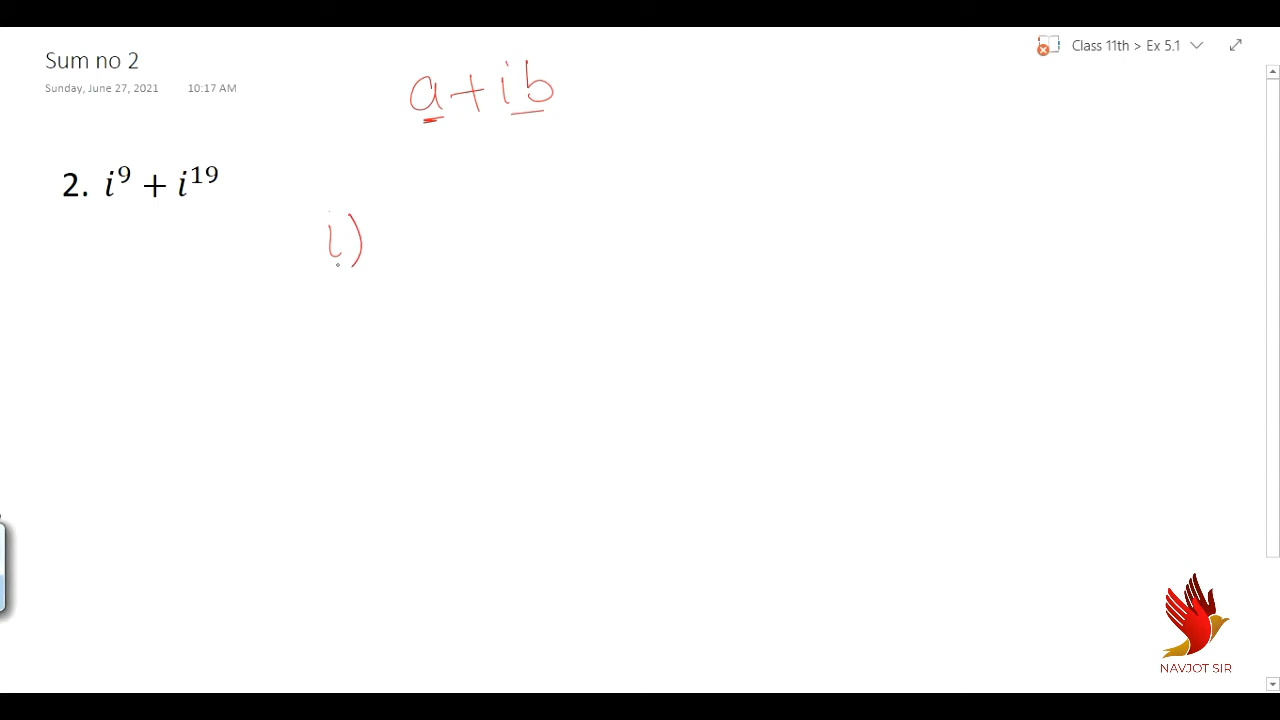 Sum no 2
Class 11th > Ex 5.1
Sunday, June 27, 2021 10:17 AM
a+ib
2. i⁹ + i¹⁹
i)
NAVJOT SIR